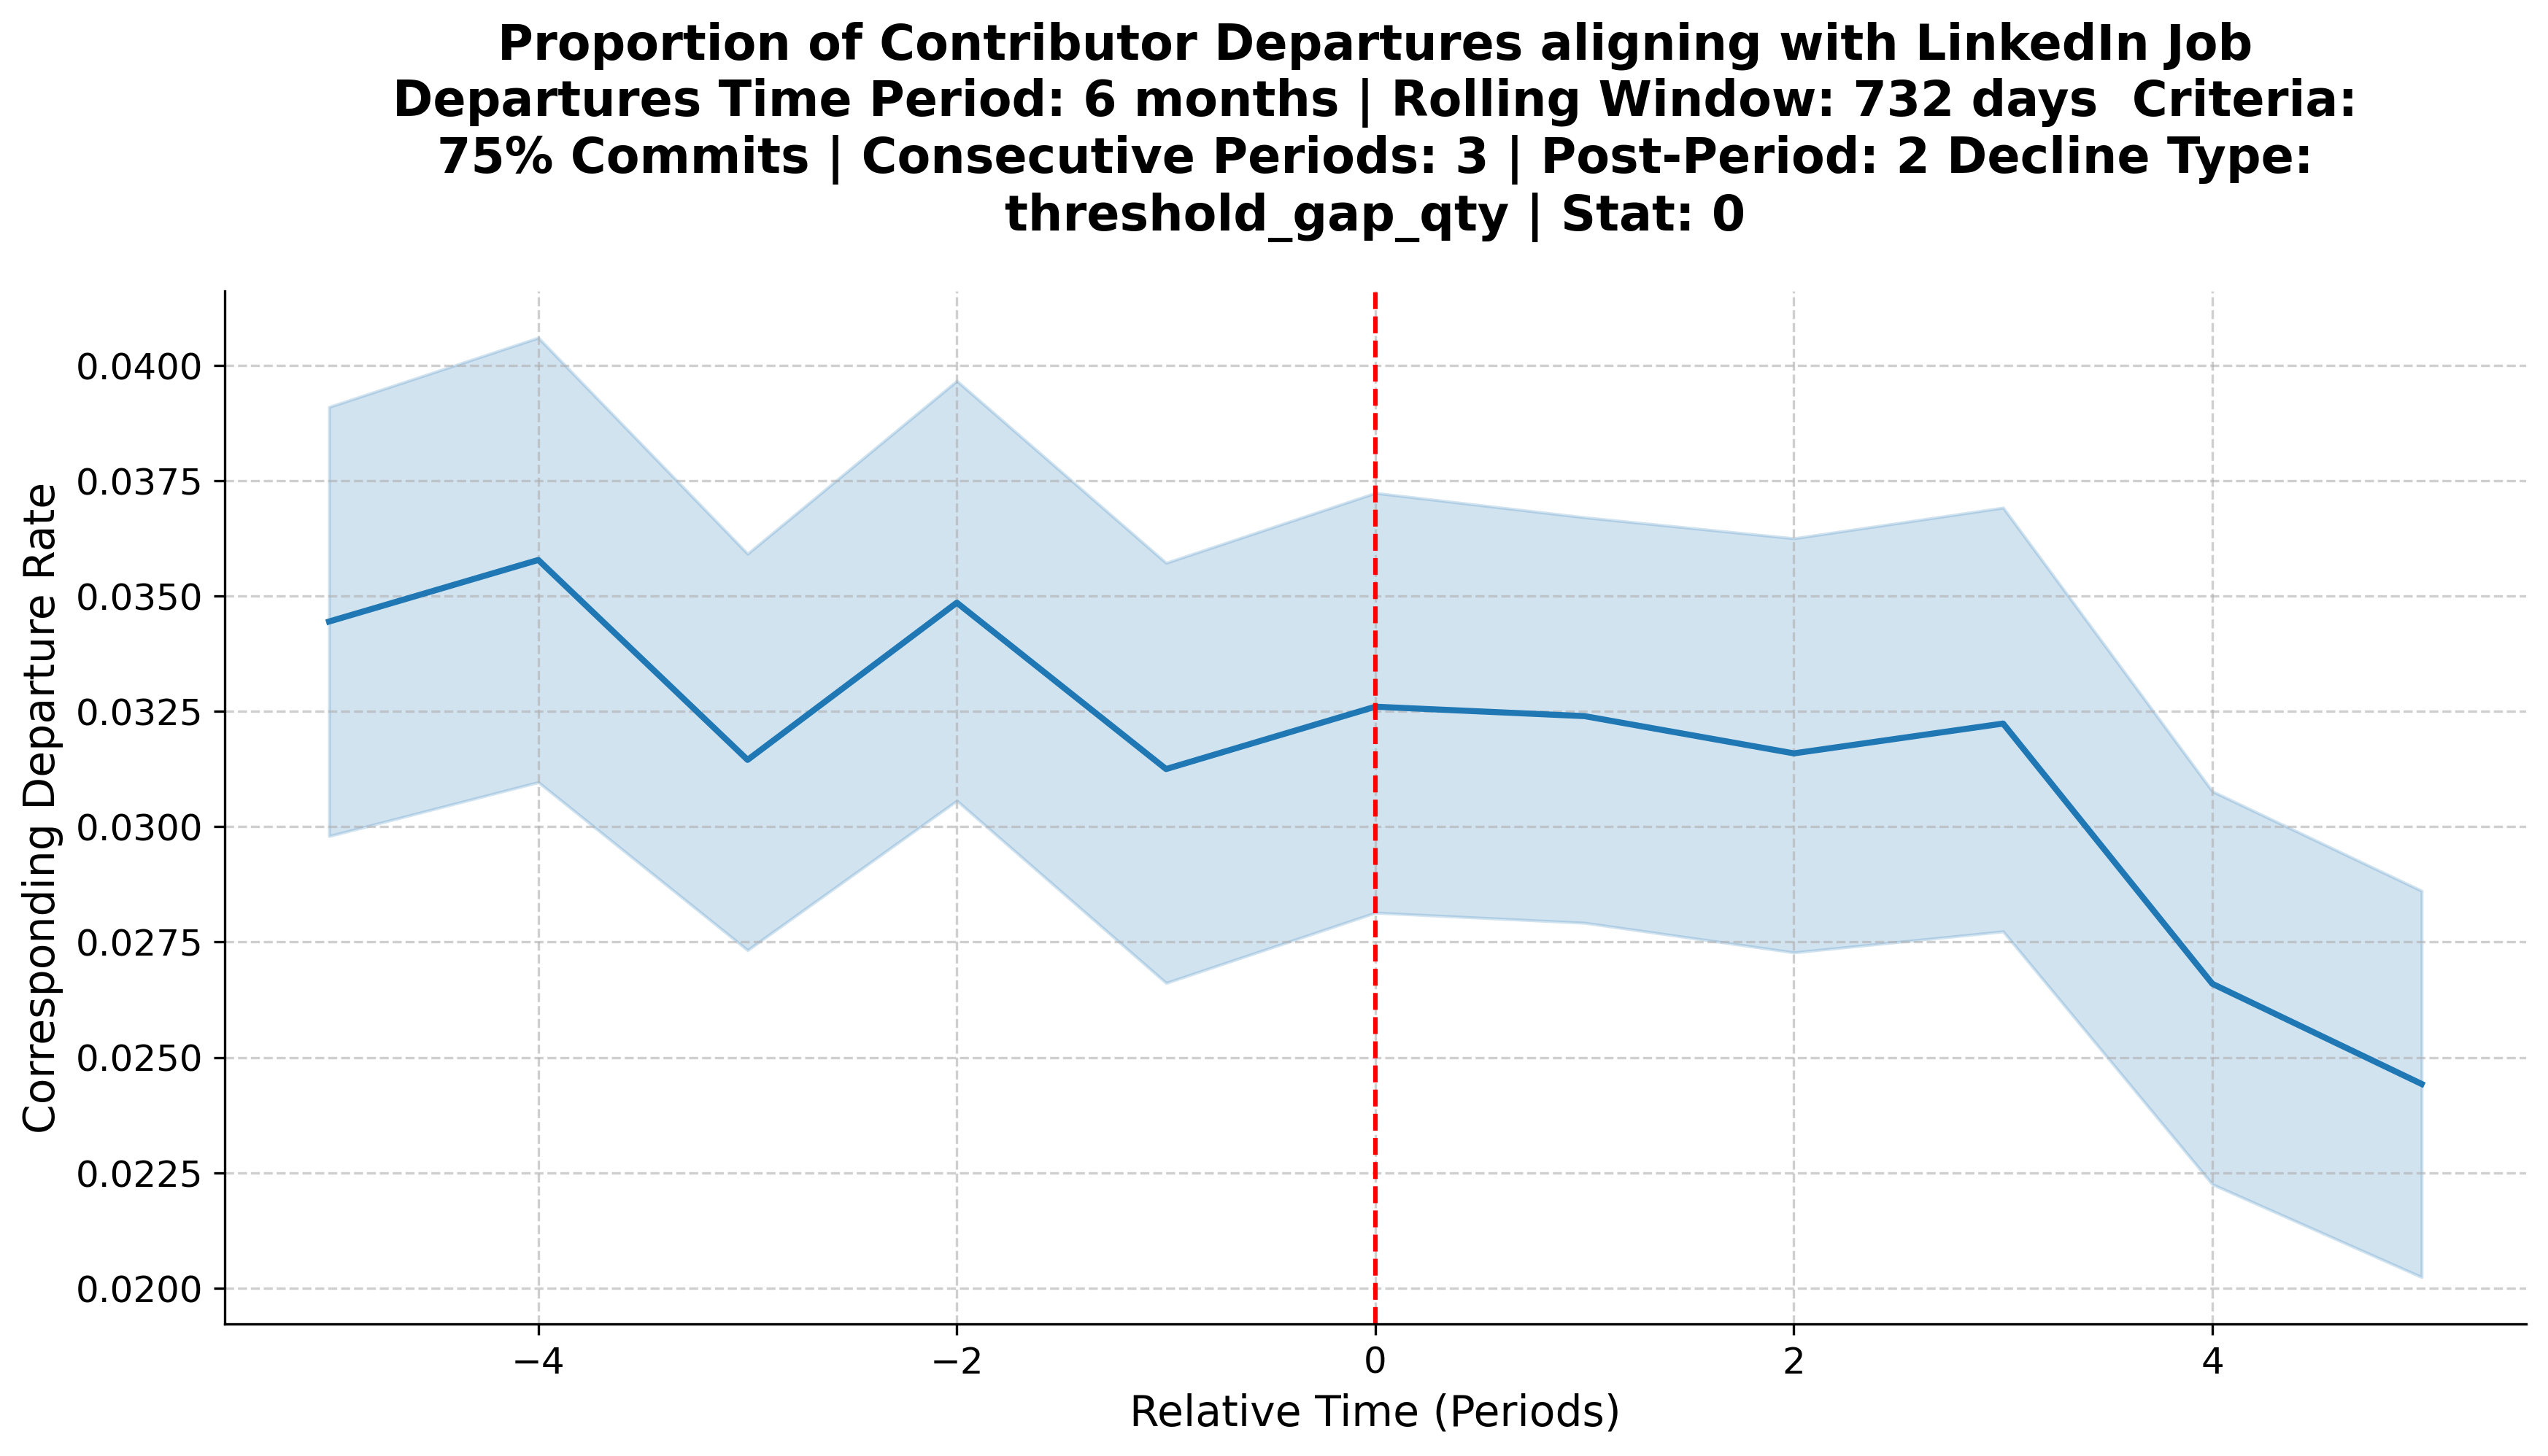 Proportion of Contributor Departures aligning with LinkedIn Job
Departures Time Period: 6 months | Rolling Window: 732 days  Criteria:
75% Commits | Consecutive Periods: 3 | Post-Period: 2 Decline Type:
threshold_gap_qty | Stat: 0
Corresponding Departure Rate
0.0400
0.0375
0.0350
0.0325
0.0300
0.0275
0.0250
0.0225
0.0200
−4
−2
0
2
4
Relative Time (Periods)